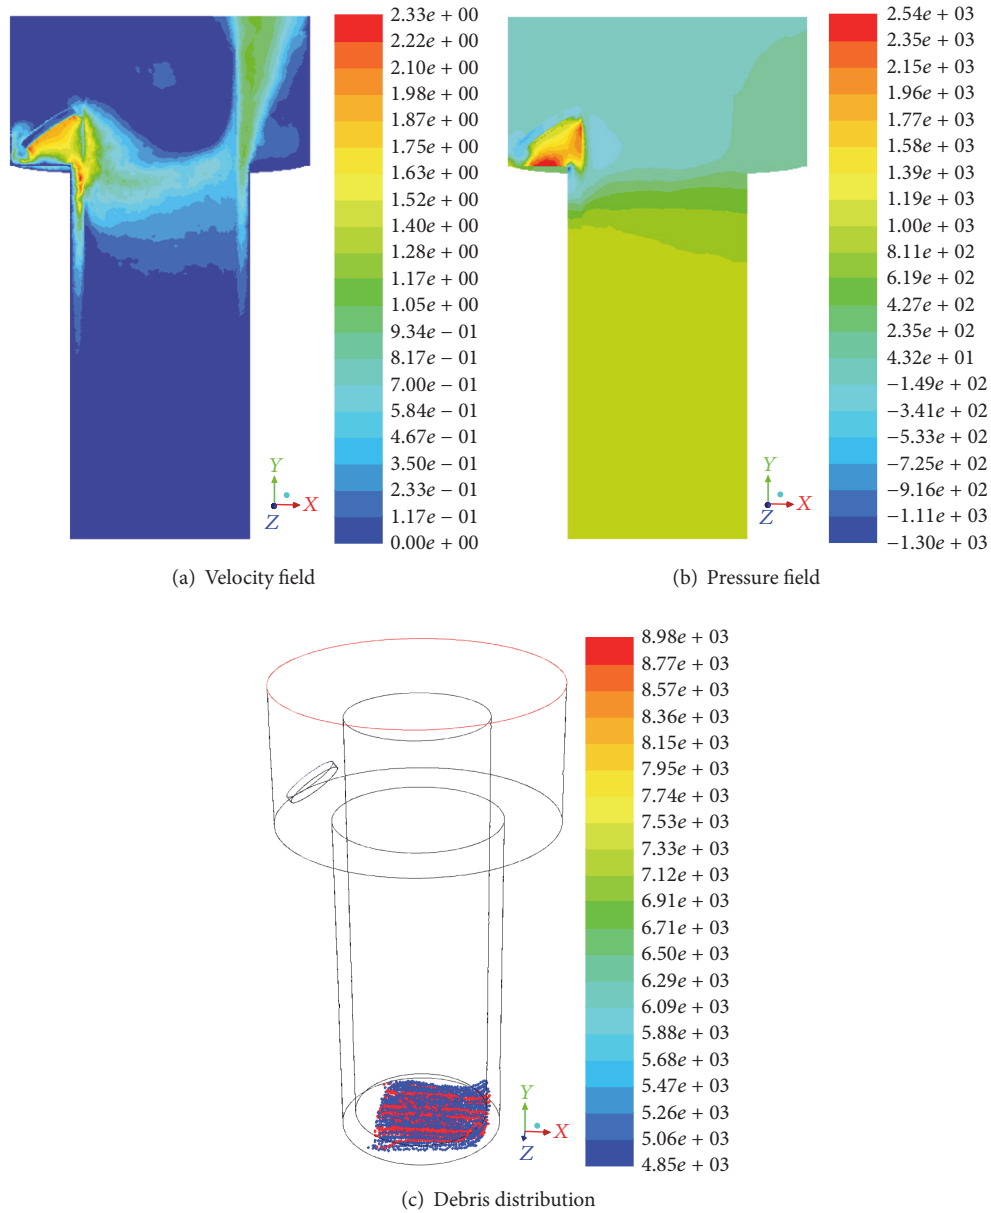 2.33e + 00
2.22e + 00
2.10e + 00
1.98e + 00
1.87e + 00
1.75e + 00
1.63e + 00
1.52e + 00
1.40e + 00
1.28e + 00
1.17e + 00
1.05e + 00
9.34e − 01
8.17e − 01
7.00e − 01
5.84e − 01
4.67e − 01
3.50e − 01
2.33e − 01
1.17e − 01
0.00e + 00
Y
X
Z
(a) Velocity field
2.54e + 03
2.35e + 03
2.15e + 03
1.96e + 03
1.77e + 03
1.58e + 03
1.39e + 03
1.19e + 03
1.00e + 03
8.11e + 02
6.19e + 02
4.27e + 02
2.35e + 02
4.32e + 01
−1.49e + 02
−3.41e + 02
−5.33e + 02
−7.25e + 02
−9.16e + 02
−1.11e + 03
−1.30e + 03
Y
X
Z
(b) Pressure field
8.98e + 03
8.77e + 03
8.57e + 03
8.36e + 03
8.15e + 03
7.95e + 03
7.74e + 03
7.53e + 03
7.33e + 03
7.12e + 03
6.91e + 03
6.71e + 03
6.50e + 03
6.29e + 03
6.09e + 03
5.88e + 03
5.68e + 03
5.47e + 03
5.26e + 03
5.06e + 03
4.85e + 03
Y
X
Z
(c) Debris distribution